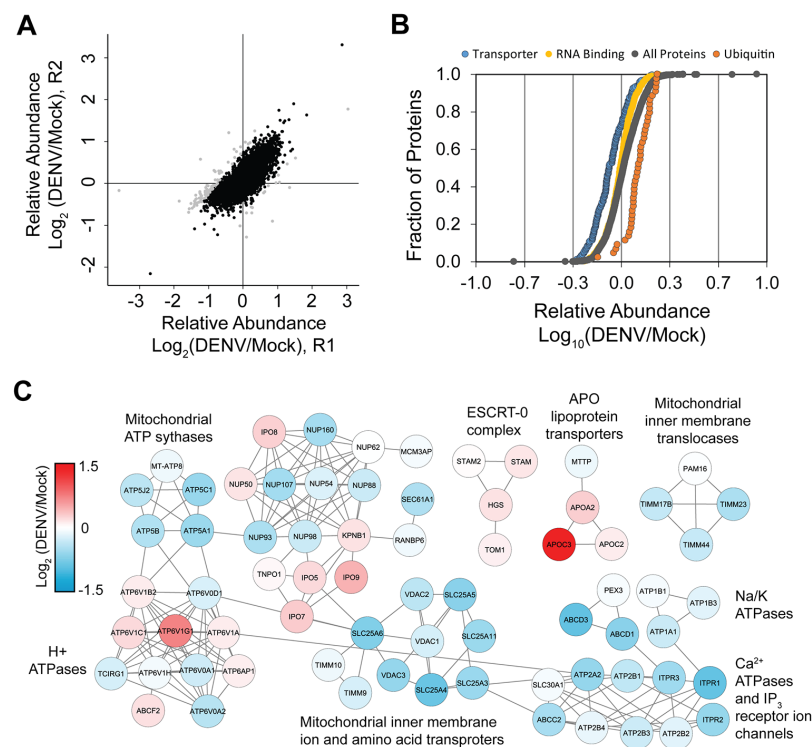 A
Relative Abundance
Log2(DENV/Mock), R2
3
2
1
0
-1
-2
-3 -2 -1 0 1 2 3
Relative Abundance
Log2(DENV/Mock), R1
B
Transporter RNA Binding All Proteins Ubiquitin
Fraction of Proteins
1.0
0.8
0.6
0.4
0.2
0.0
-1.0 -0.7 -0.3 0.0 0.3 0.7 1.0
Relative Abundance
Log10(DENV/Mock)
C
Log2(DENV/Mock)
1.5
0
-1.5
Mitochondrial
ATP sythases
MT-ATP8
ATP5J2
ATP5C1
ATP5B
ATP5A1
H+
ATPases
ATP6V1B2
ATP6V0D1
ATP6V1C1
ATP6V1G1
ATP6V1A
TCIRG1
ATP6V1H
ATP6V0A1
ATP6AP1
ABCF2
ATP6V0A2
IPO8
NUP160
NUP62
MCM3AP
NUP50
NUP107
NUP54
NUP88
SEC61A1
NUP93
NUP98
KPNB1
RANBP6
TNPO1
IPO5
IPO9
IPO7
ESCRT-0
complex
STAM2
STAM
HGS
TOM1
APO
lipoprotein
transporters
MTTP
APOA2
APOC3
APOC2
Mitochondrial
inner membrane
translocases
PAM16
TIMM17B
TIMM23
TIMM44
VDAC2
SLC25A5
SLC25A6
VDAC1
SLC25A11
TIMM10
TIMM9
VDAC3
SLC25A4
SLC25A3
Mitochondrial inner membrane
ion and amino acid transproters
PEX3
ATP1B1
ATP1B3
ABCD3
ABCD1
ATP1A1
Na/K
ATPases
SLC30A1
ATP2A2
ATP2B1
ITPR3
ITPR1
ABCC2
ATP2B4
ATP2B3
ATP2B2
ITPR2
Ca2+
ATPases
and IP3
receptor ion
channels